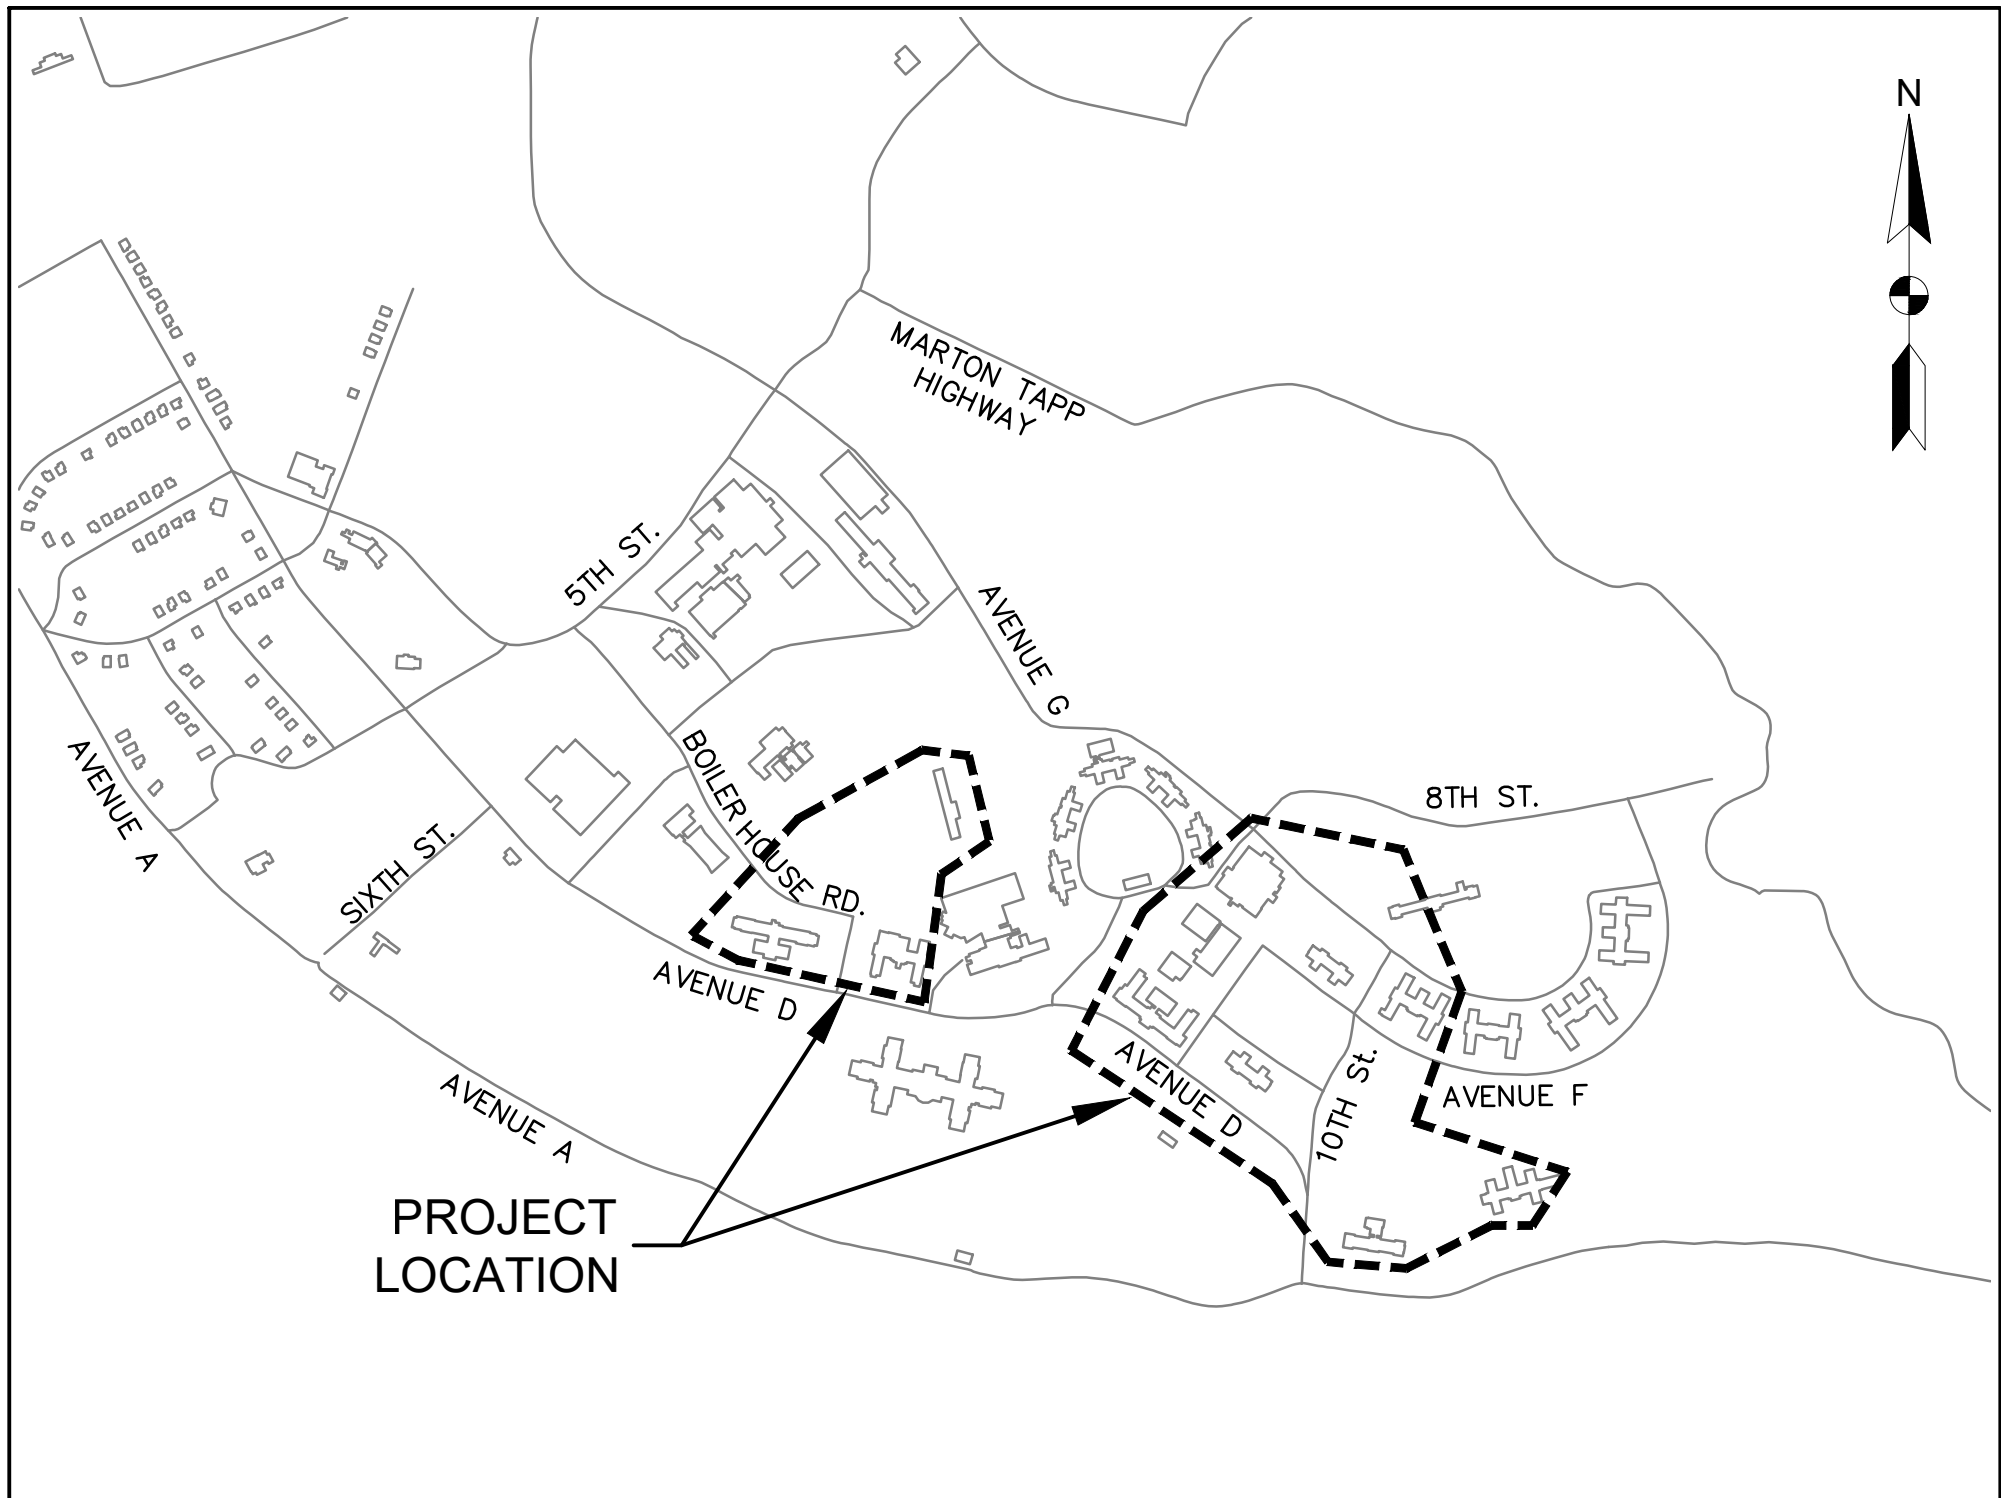 N
MARTON TAPP
HIGHWAY
5TH ST.
AVENUE G
BOILER HOUSE RD.
AVENUE A
8TH ST.
SIXTH ST.
AVENUE D
AVENUE D
10TH St.
AVENUE F
AVENUE A
PROJECT
LOCATION